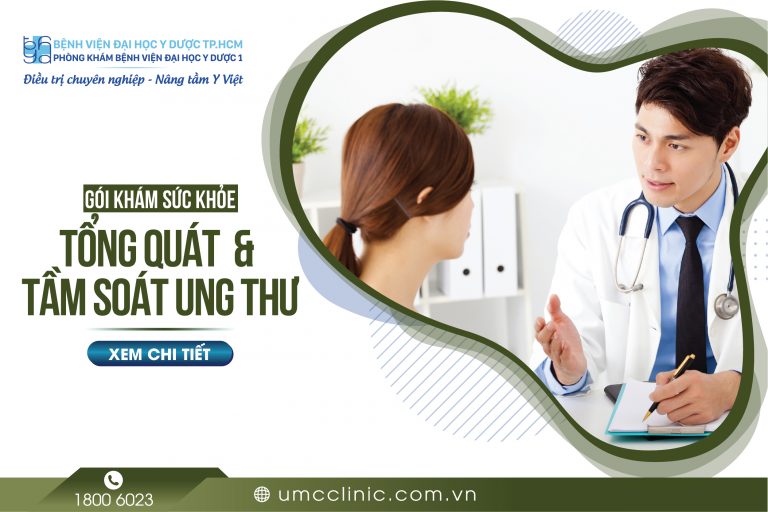 BỆNH VIỆN ĐẠI HỌC Y DƯỢC TP.HCM
PHÒNG KHÁM BỆNH VIỆN ĐẠI HỌC Y DƯỢC 1
Điều trị chuyên nghiệp - Nâng tầm Y Việt
GÓI KHÁM SỨC KHỎE
TỔNG QUÁT &
TẦM SOÁT UNG THƯ
XEM CHI TIẾT
1800 6023
umcclinic.com.vn